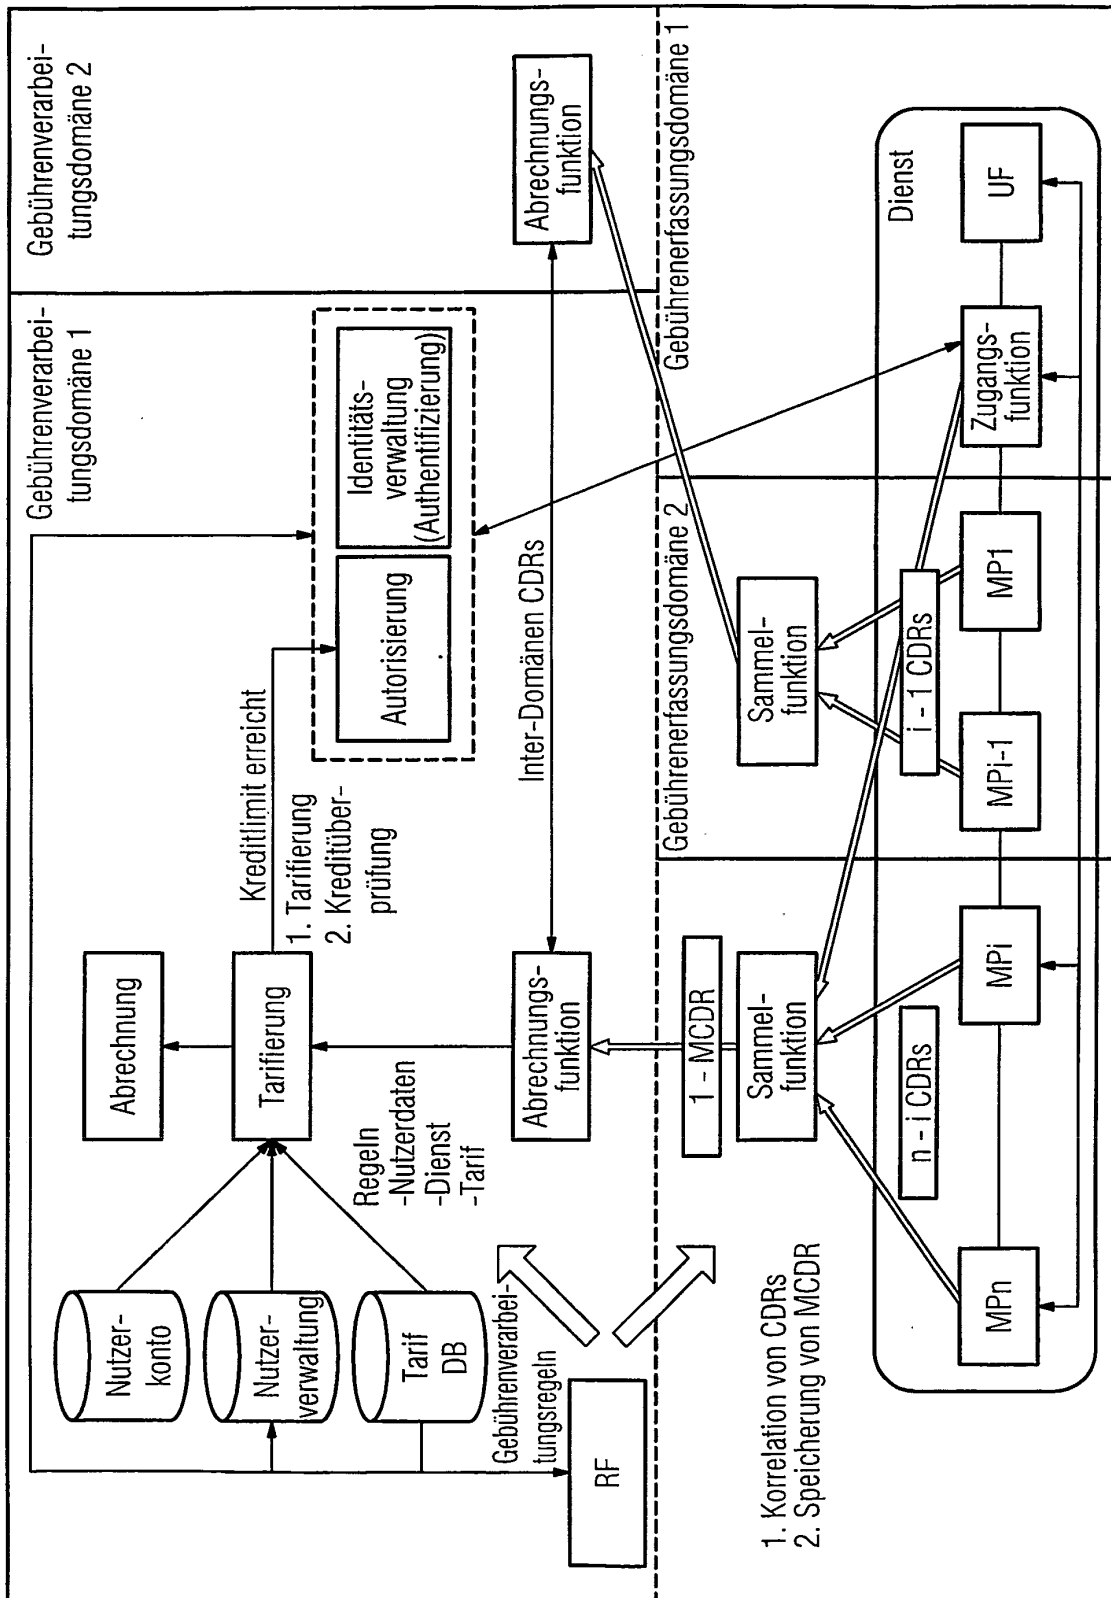 Gebührenverarbei-
tungsdomäne 1
Gebührenverarbei-
tungsdomäne 2
Nutzer-
konto
Nutzer-
verwaltung
Tarif
DB
Gebührenverarbei-
tungsregeln
RF
Abrechnung
Tarifierung
Regeln
-Nutzerdaten
-Dienst
-Tarif
Abrechnungs-
funktion
Kreditlimit erreicht
1. Tarifierung
2. Kreditüber-
prüfung
Autorisierung
Identitäts-
verwaltung
(Authentifizierung)
Inter-Domänen CDRs
Abrechnungs-
funktion
1. Korrelation von CDRs
2. Speicherung von MCDR
1 - MCDR
Sammel-
funktion
Gebührenerfassungsdomäne 2
Sammel-
funktion
Gebührenerfassungsdomäne 1
Dienst
n - i CDRs
i - 1 CDRs
MPn
MPi
MPi-1
MP1
Zugangs-
funktion
UF